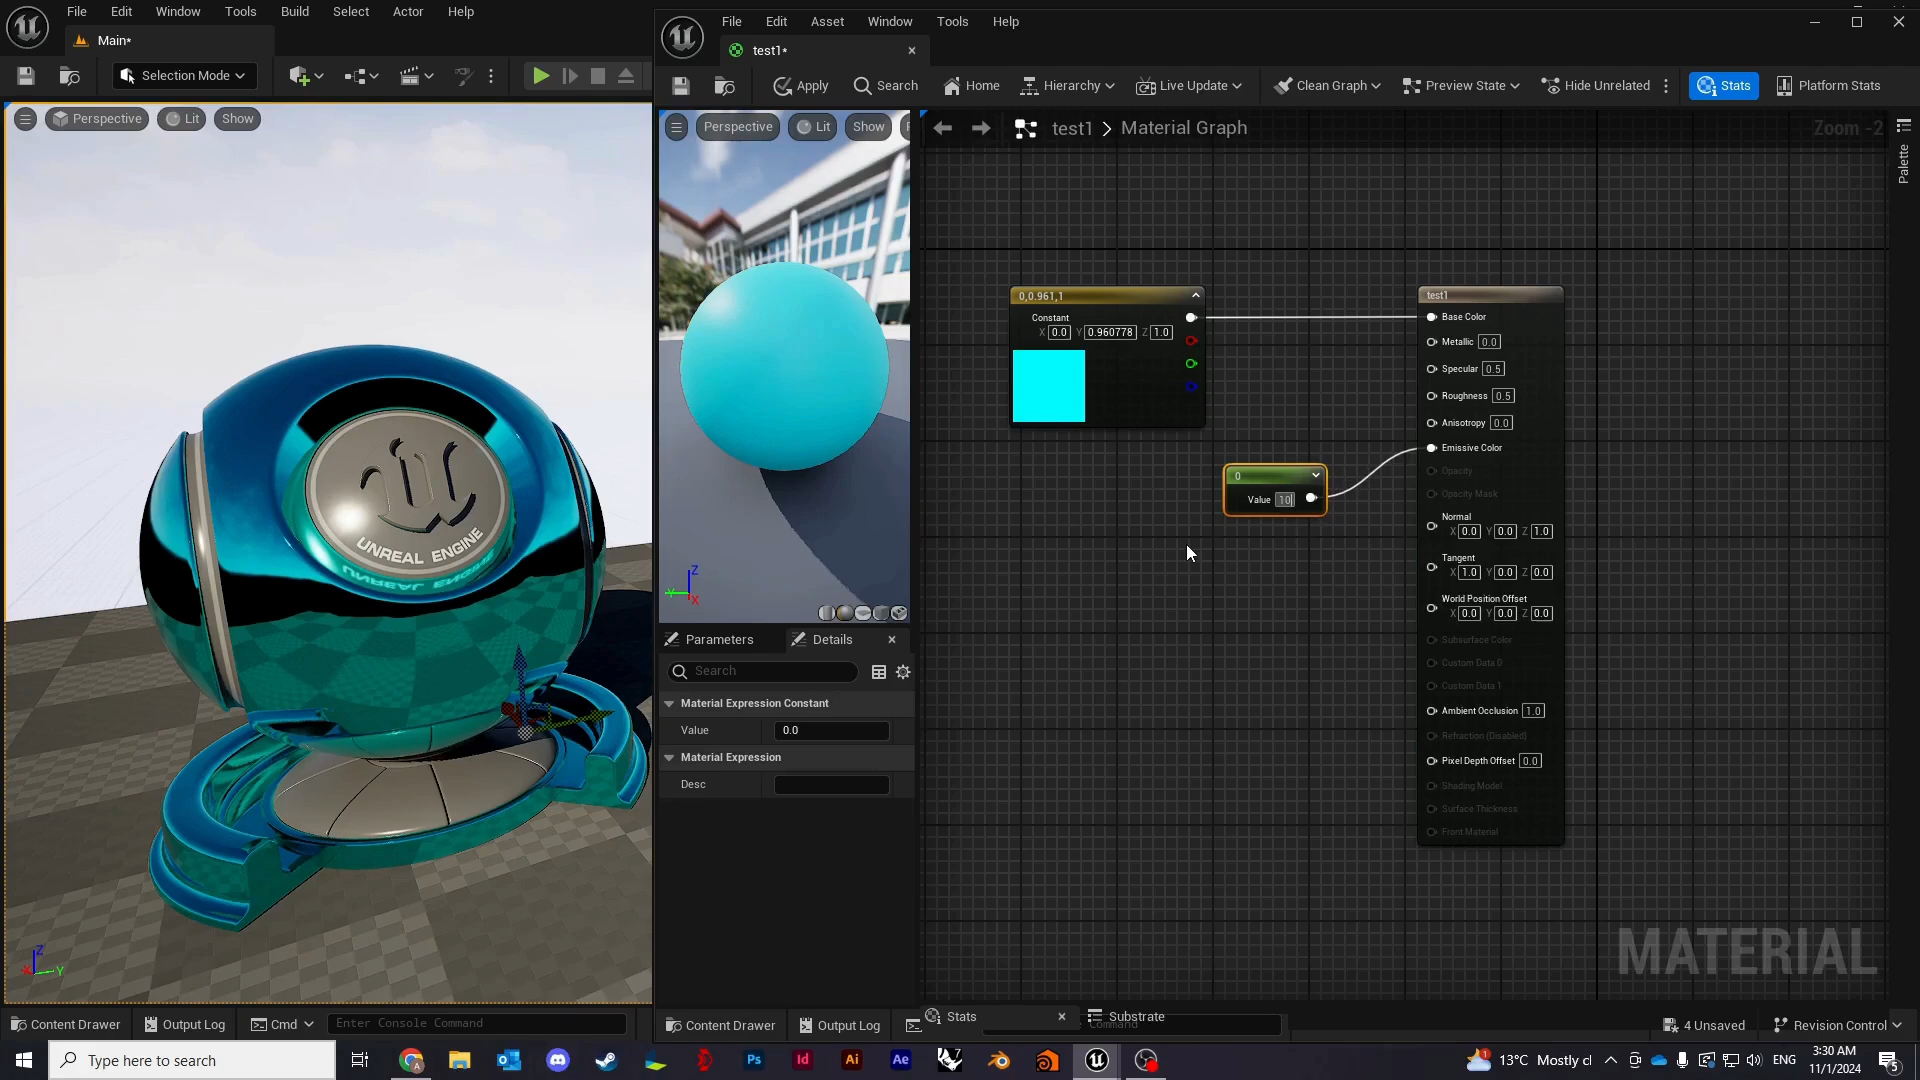 File Edit Window Tools Build Select Actor Help
Main*
Selection Mode
Perspective Lit Show
UNREAL ENGINE
UNREAL ENGINE
Z
X Y
Content Drawer Output Log Cmd Enter Console Command
File Edit Asset Window Tools Help
test1*
Apply Search Home Hierarchy Live Update Clean Graph Preview State Hide Unrelated Stats Platform Stats
Perspective Lit Show
Z
Y
X
Parameters Details
Search
Material Expression Constant
Value 0.0
Material Expression
Desc
test1 > Material Graph
Zoom -2
Palette
0,0.961,1
Constant
X 0.0 Y 0.960778 Z 1.0
0
Value 10
test1
Base Color
Metallic 0.0
Specular 0.5
Roughness 0.5
Anisotropy 0.0
Emissive Color
Opacity
Opacity Mask
Normal
X 0.0 Y 0.0 Z 1.0
Tangent
X 1.0 Y 0.0 Z 0.0
World Position Offset
X 0.0 Y 0.0 Z 0.0
Subsurface Color
Custom Data 0
Custom Data 1
Ambient Occlusion 1.0
Refraction (Disabled)
Pixel Depth Offset 0.0
Shading Model
Surface Thickness
Front Material
MATERIAL
Stats Substrate
Content Drawer Output Log Command 4 Unsaved Revision Control
Type here to search
Ps Id Ai Ae
1 13°C Mostly cl ENG
3:30 AM
11/1/2024
5